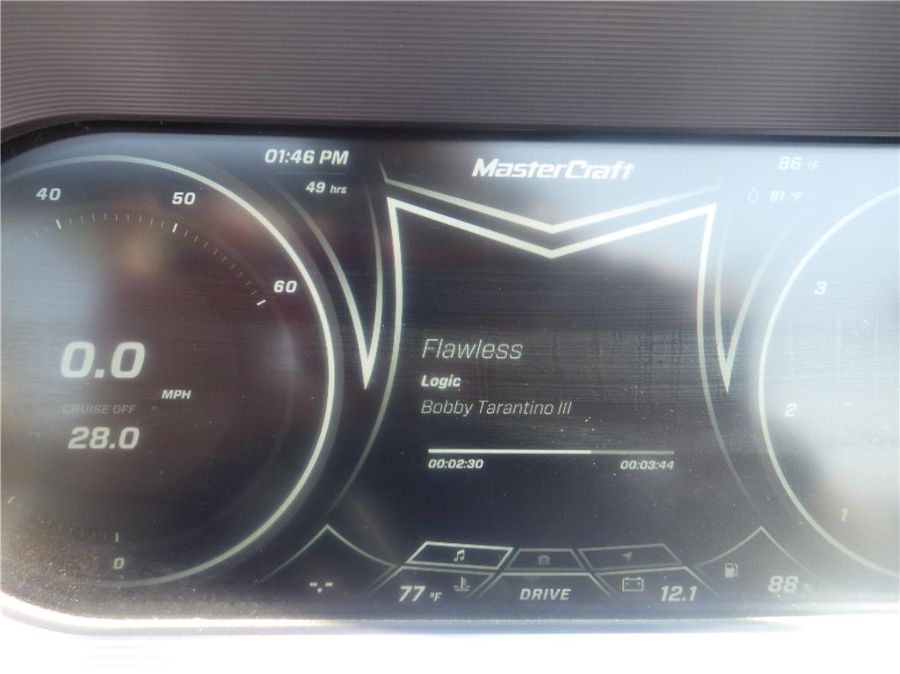 01:46 PM
49 hrs
MasterCraft
86 °F
40
50
60
0.0
MPH
CRUISE OFF
28.0
0
Flawless
Logic
Bobby Tarantino III
00:02:30
00:03:44
3
2
1
-.-
77 °F
DRIVE
12.1
88